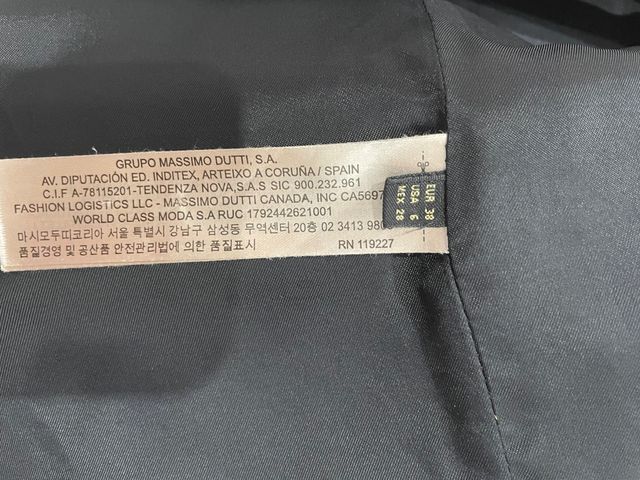 GRUPO MASSIMO DUTTI, S.A.
AV. DIPUTACIÓN ED. INDITEX, ARTEIXO A CORUÑA / SPAIN
C.I.F A-78115201-TENDENZA NOVA,S.A.S SIC 900.232.961
FASHION LOGISTICS LLC - MASSIMO DUTTI CANADA, INC CA5697
WORLD CLASS MODA S.A RUC 1792442621001
마시모두띠코리아 서울 특별시 강남구 삼성동 무역센터 20층 02 3413 98
품질경영 및 공산품 안전관리법에 의한 품질표시 RN 119227
EUR 38
USA 6
MEX 28